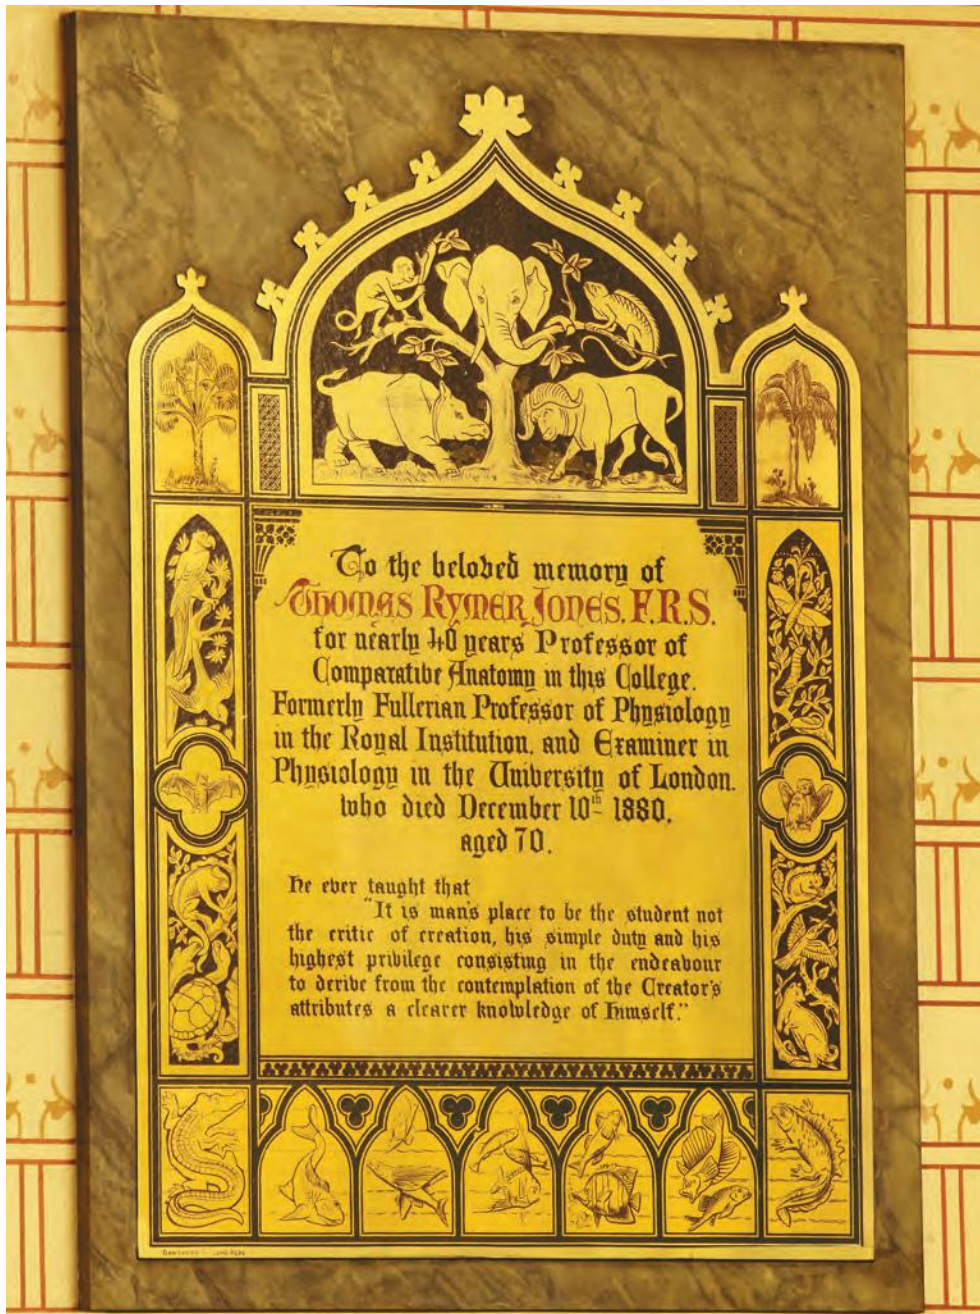 To the beloved memory of
Thomas Rymer Jones, F.R.S.
for nearly 40 years Professor of
Comparative Anatomy in this College.
Formerly Fullerian Professor of Physiology
in the Royal Institution, and Examiner in
Physiology in the University of London.
who died December 10th 1880,
aged 70.
He ever taught that
"It is man's place to be the student not
the critic of creation, his simple duty and his
highest privilege consisting in the endeavour
to derive from the contemplation of the Creator's
attributes a clearer knowledge of Himself."